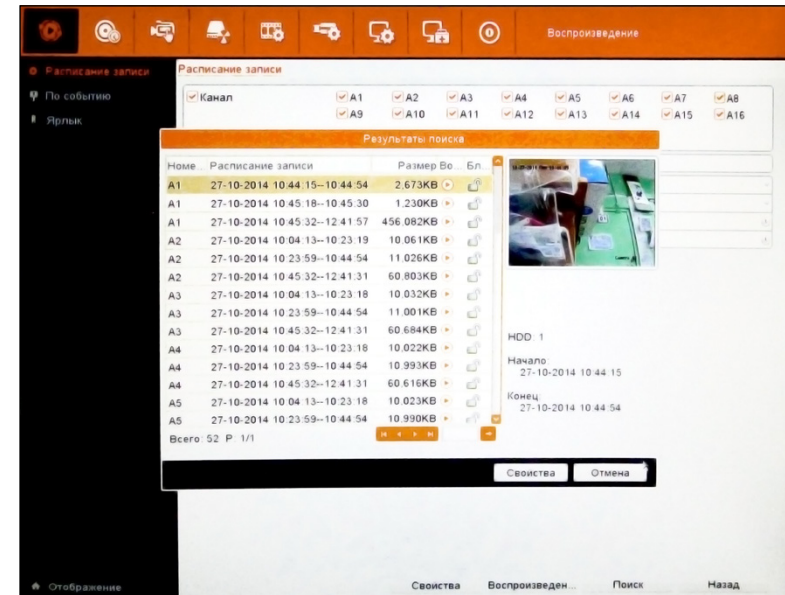 Воспроизведение
Расписание записи
По событию
Ярлык
Расписание записи
Канал A1 A2 A3 A4 A5 A6 A7 A8
A9 A10 A11 A12 A13 A14 A15 A16
Результаты поиска
Номе... Расписание записи Размер Во... Бл...
A1 27-10-2014 10:44:15--10:44:54 2,673KB
A1 27-10-2014 10:45:18--10:45:30 1,230KB
A1 27-10-2014 10:45:32--12:41:57 456,082KB
A2 27-10-2014 10:04:13--10:23:19 10,061KB
A2 27-10-2014 10:23:59--10:44:54 11,026KB
A2 27-10-2014 10:45:32--12:41:31 60,803KB
A3 27-10-2014 10:04:13--10:23:18 10,032KB
A3 27-10-2014 10:23:59--10:44:54 11,001KB
A3 27-10-2014 10:45:32--12:41:31 60,684KB
A4 27-10-2014 10:04:13--10:23:18 10,022KB
A4 27-10-2014 10:23:59--10:44:54 10,993KB
A4 27-10-2014 10:45:32--12:41:31 60,616KB
A5 27-10-2014 10:04:13--10:23:18 10,023KB
A5 27-10-2014 10:23:59--10:44:54 10,990KB
Всего: 52 P: 1/1
HDD: 1
Начало:
27-10-2014 10:44:15
Конец:
27-10-2014 10:44:54
Свойства Отмена
Отображение
Свойства Воспроизведен... Поиск Назад